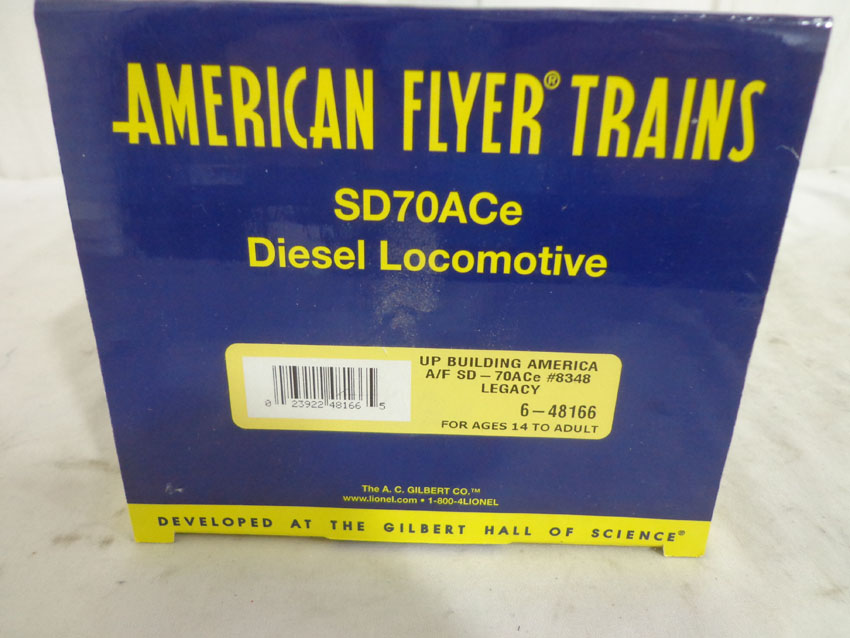 AMERICAN FLYER® TRAINS
SD70ACe
Diesel Locomotive
UP BUILDING AMERICA
A/F SD-70ACe #8348
LEGACY
6-48166
FOR AGES 14 TO ADULT
0 23922 48166 5
The A. C. GILBERT CO.™
www.lionel.com • 1-800-4LIONEL
DEVELOPED AT THE GILBERT HALL OF SCIENCE®